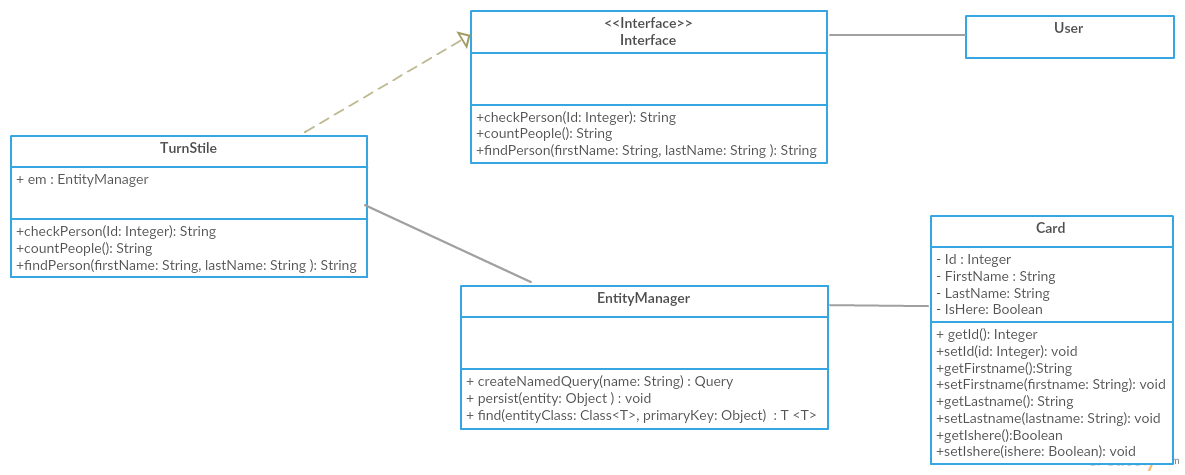 <<Interface>>
Interface
+checkPerson(Id: Integer): String
+countPeople(): String
+findPerson(firstName: String, lastName: String ): String
User
TurnStile
+ em : EntityManager
+checkPerson(Id: Integer): String
+countPeople(): String
+findPerson(firstName: String, lastName: String ): String
EntityManager
+ createNamedQuery(name: String) : Query
+ persist(entity: Object ) : void
+ find(entityClass: Class<T>, primaryKey: Object)  : T <T>
Card
- Id : Integer
- FirstName : String
- LastName: String
- IsHere: Boolean
+ getId(): Integer
+setId(id: Integer): void
+getFirstname():String
+setFirstname(firstname: String): void
+getLastname(): String
+setLastname(lastname: String): void
+getIshere():Boolean
+setIshere(ishere: Boolean): void